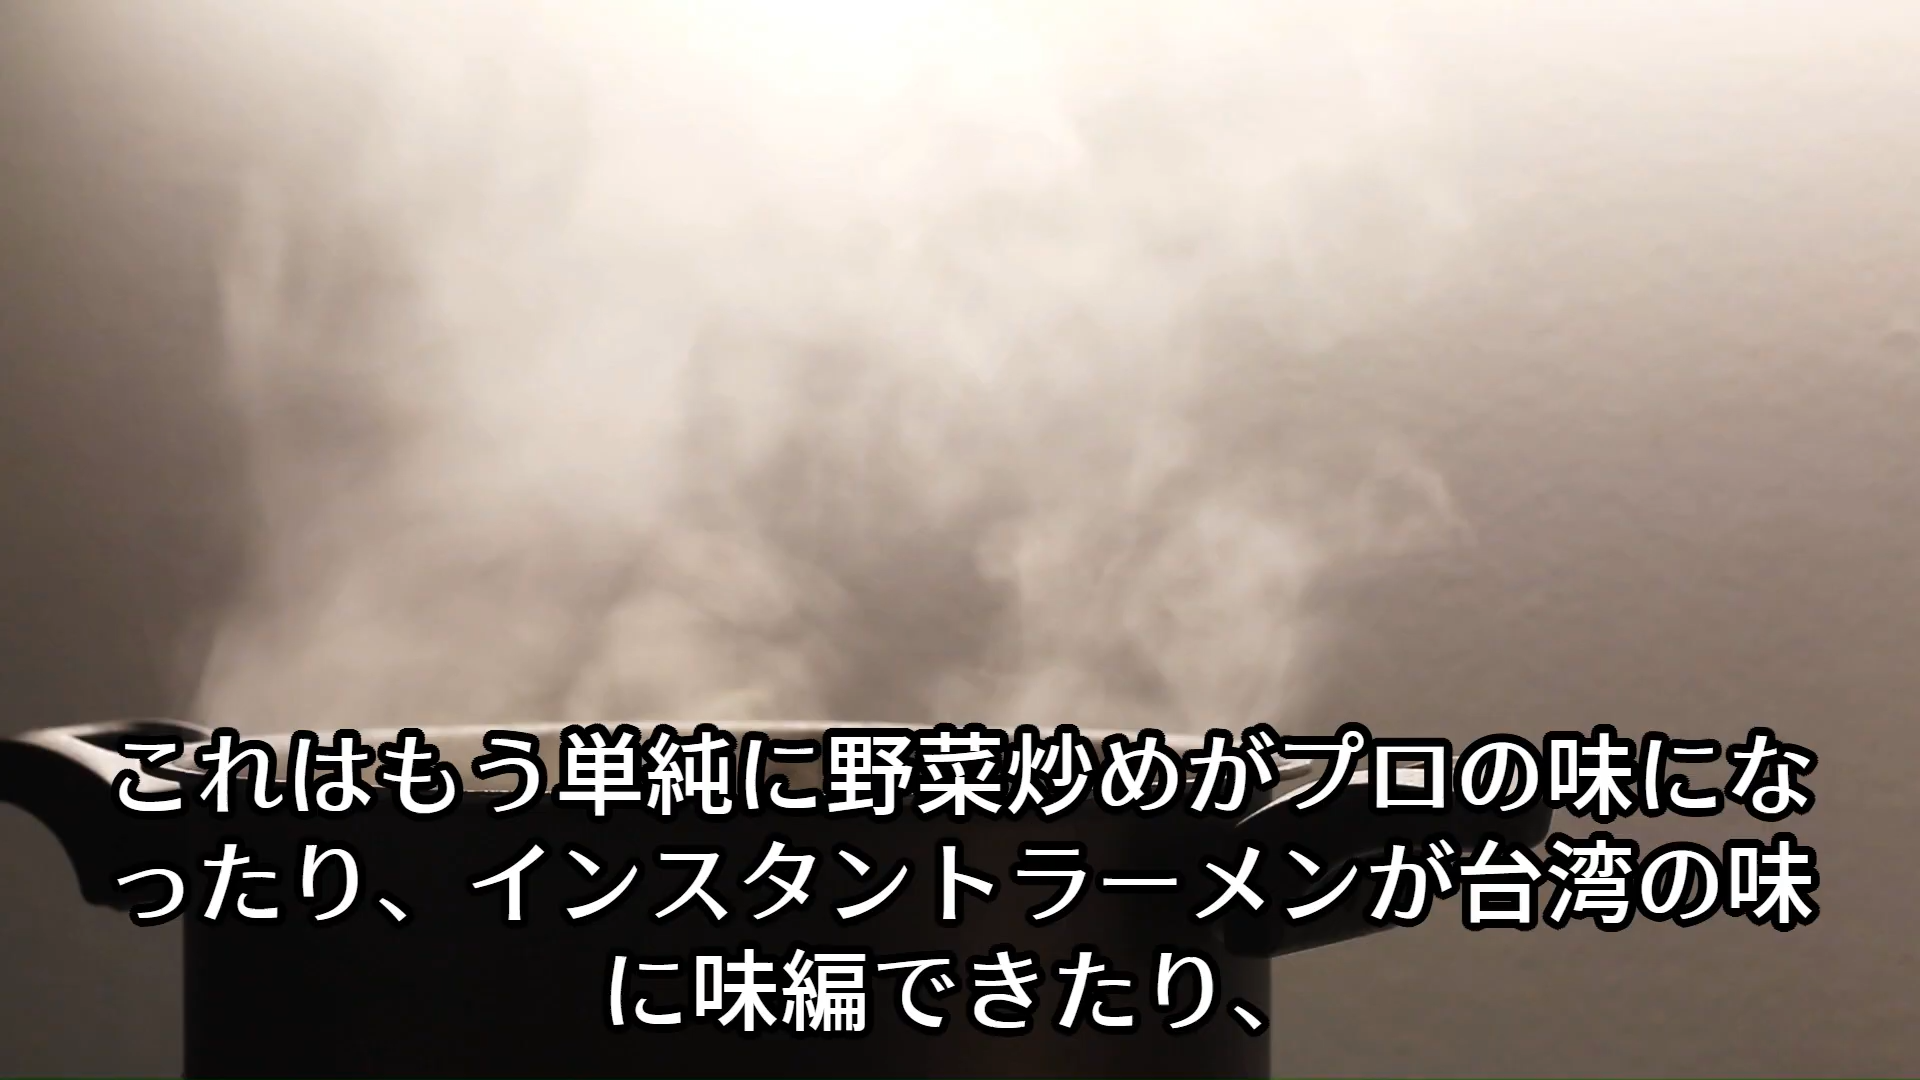 これはもう単純に野菜炒めがプロの味にな
ったり、インスタントラーメンが台湾の味
に味編できたり、